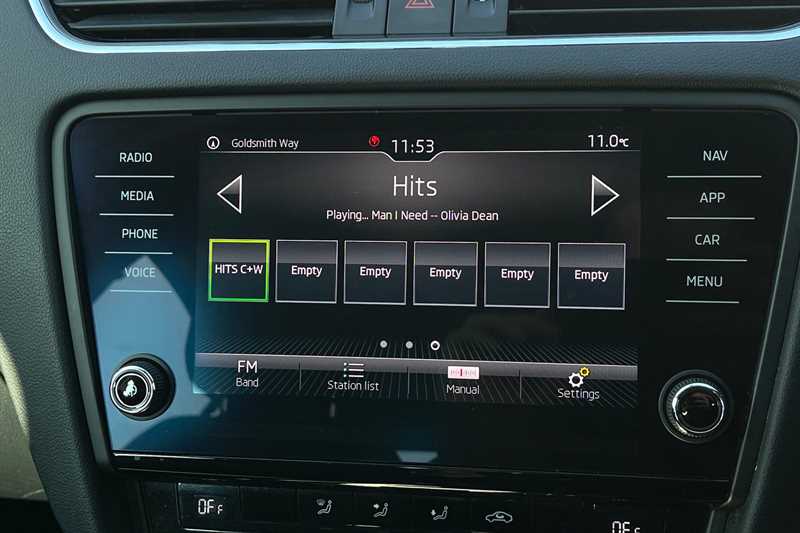 RADIO
MEDIA
PHONE
VOICE
Goldsmith Way 11:53 11.0°C
Hits
Playing... Man I Need -- Olivia Dean
HITS C+W Empty Empty Empty Empty Empty
FM
Band Station list Manual Settings
NAV
APP
CAR
MENU
OFF OFF